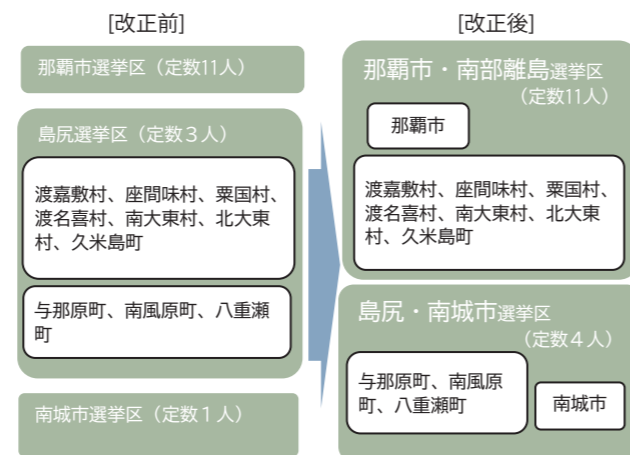 [改正前]
那覇市選挙区（定数11人）
島尻選挙区（定数３人）
渡嘉敷村、座間味村、粟国村、
渡名喜村、南大東村、北大東
村、久米島町
与那原町、南風原町、八重瀬
町
南城市選挙区（定数１人）
[改正後]
那覇市・南部離島選挙区
（定数11人）
那覇市
渡嘉敷村、座間味村、粟国村、
渡名喜村、南大東村、北大東
村、久米島町
島尻・南城市選挙区
（定数４人）
与那原町、南風原
町、八重瀬町
南城市